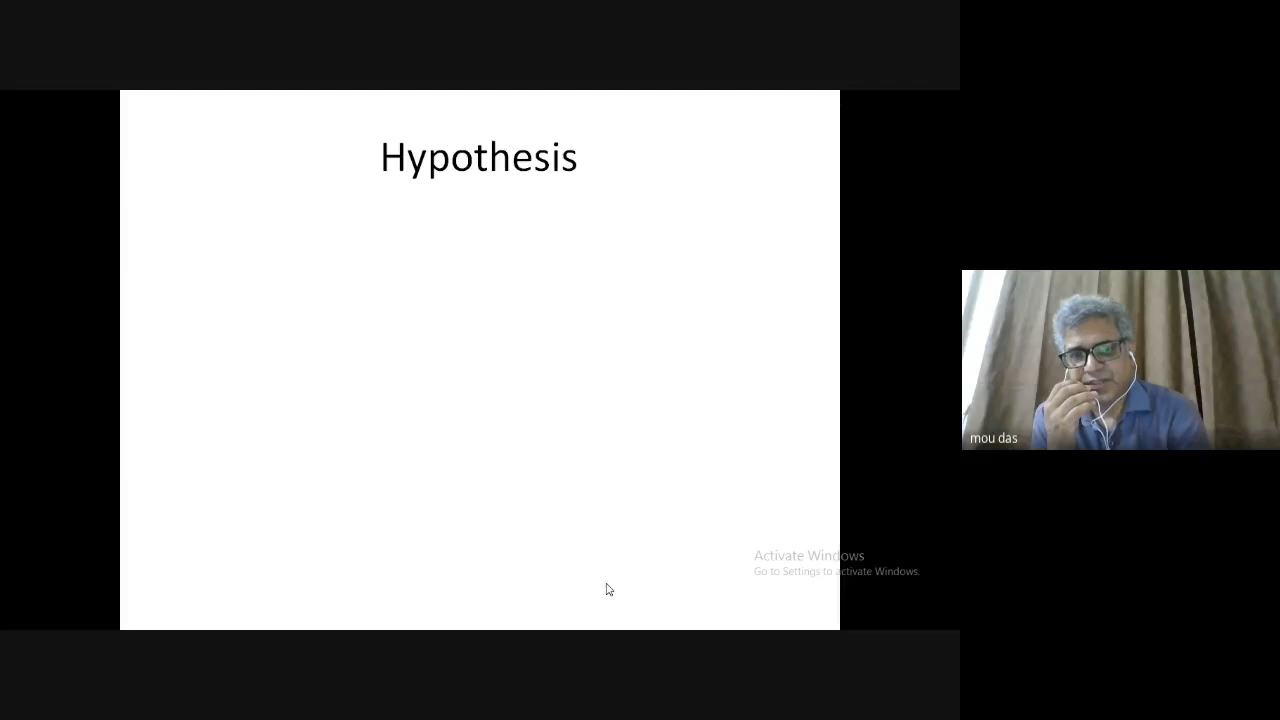 Hypothesis
mou das
Activate Windows
Go to Settings to activate Windows.